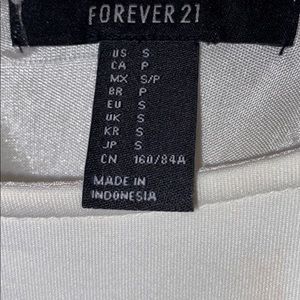 FOREVER 21
US S
CA P
MX S/P
BR P
EU S
UK S
KR S
JP S
CN 160/84A
MADE IN
INDONESIA